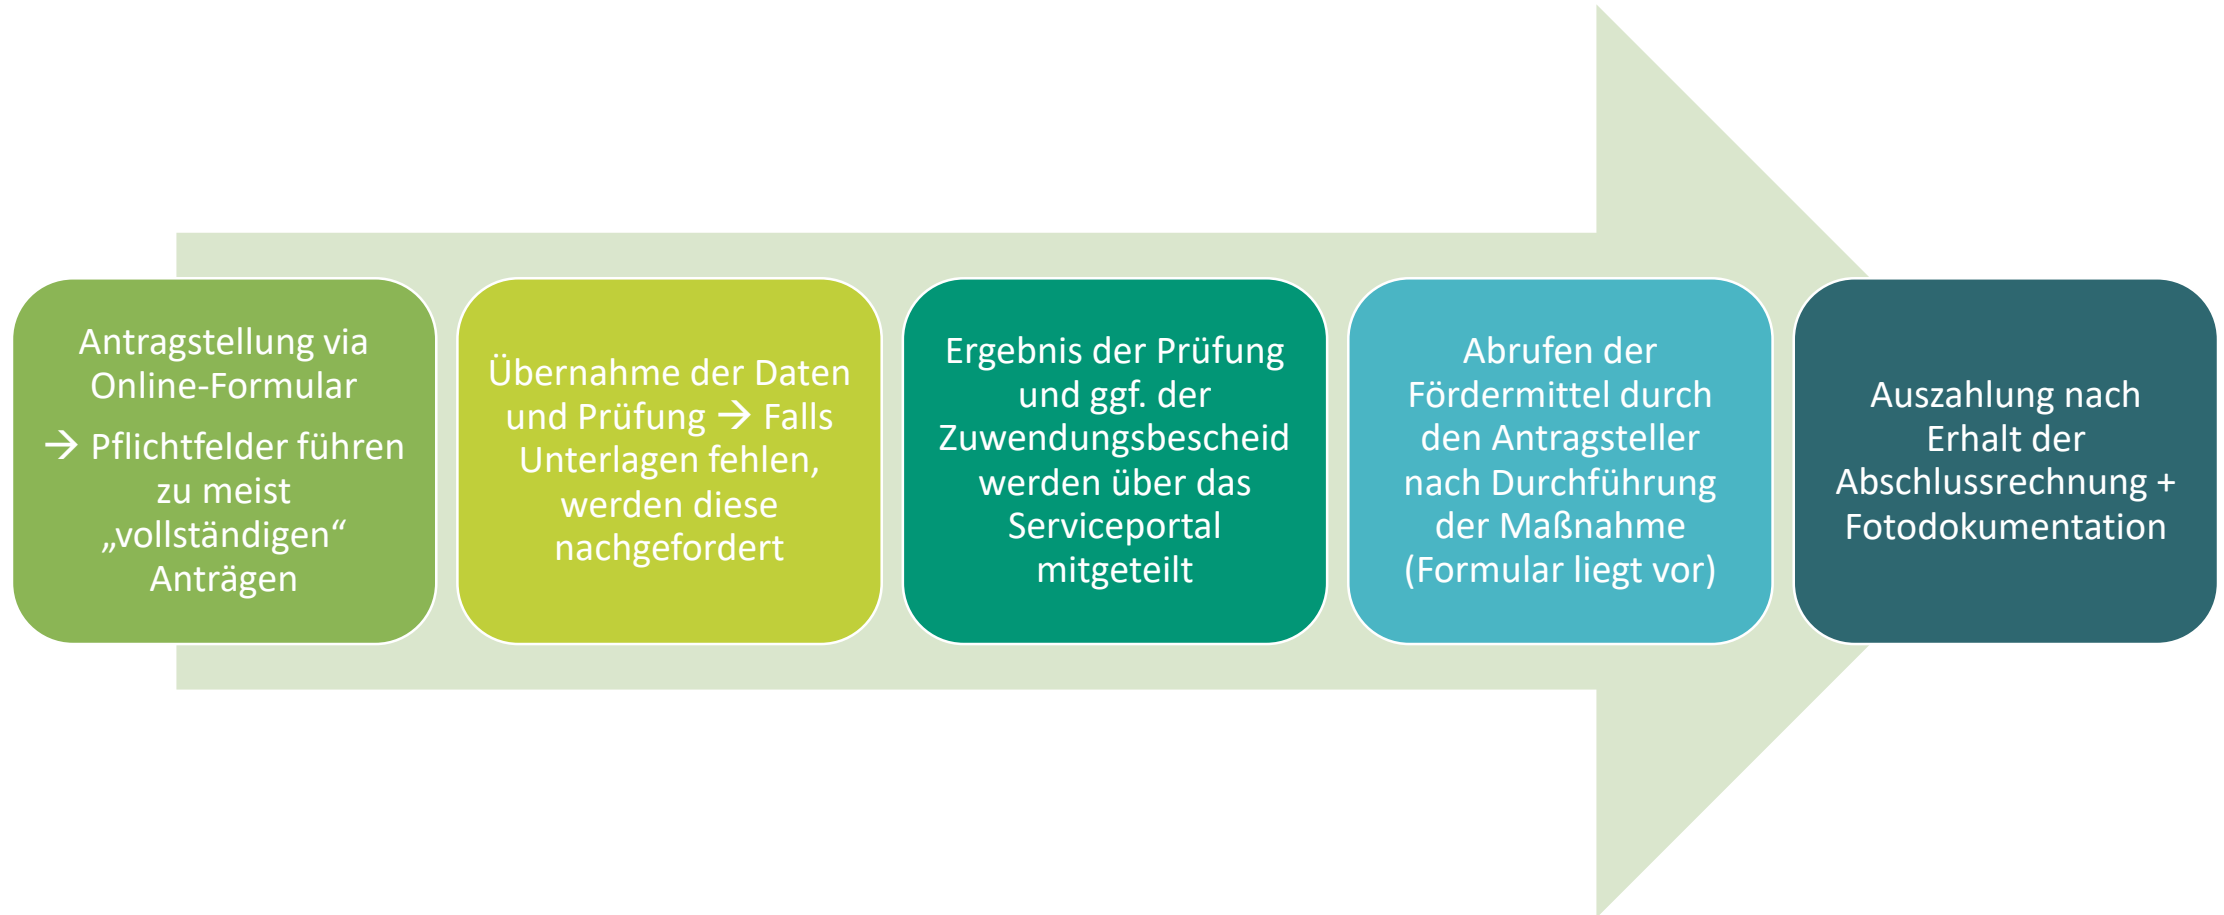 Antragstellung via
Online-Formular
→ Pflichtfelder führen
zu meist
„vollständigen“
Anträgen
Übernahme der Daten
und Prüfung → Falls
Unterlagen fehlen,
werden diese
nachgefordert
Ergebnis der Prüfung
und ggf. der
Zuwendungsbescheid
werden über das
Serviceportal
mitgeteilt
Abrufen der
Fördermittel durch
den Antragsteller
nach Durchführung
der Maßnahme
(Formular liegt vor)
Auszahlung nach
Erhalt der
Abschlussrechnung +
Fotodokumentation